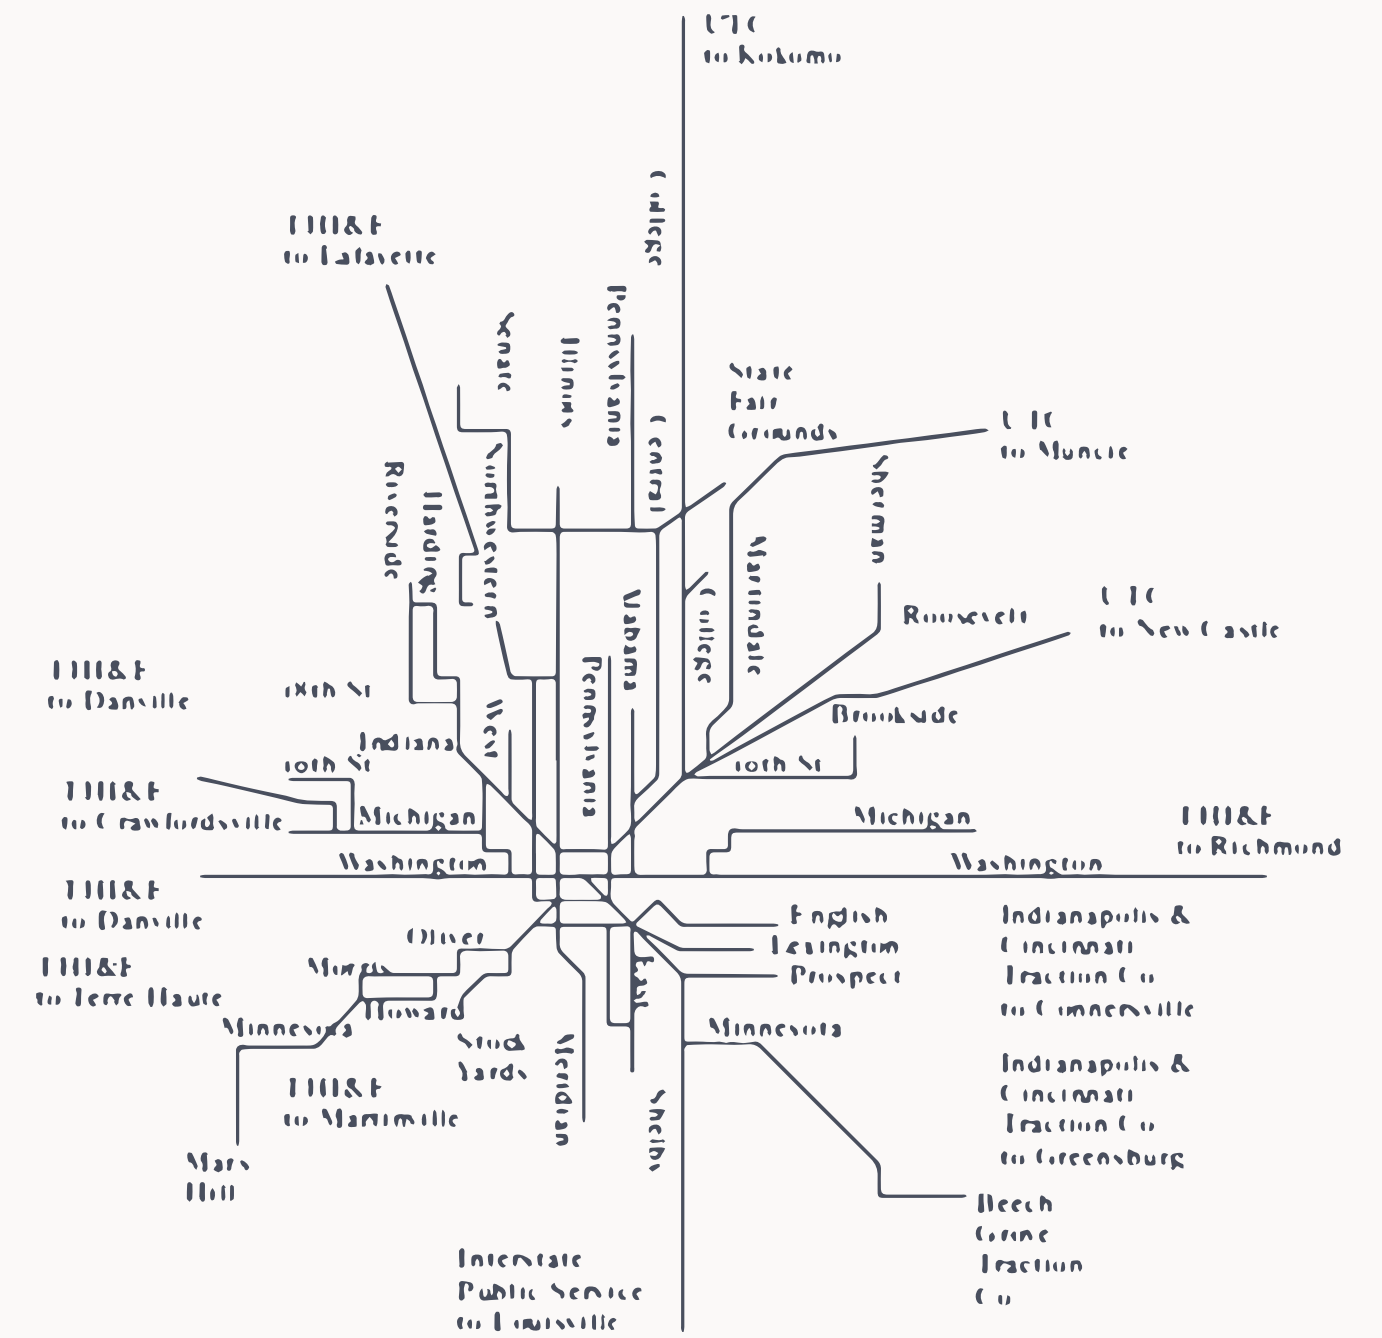 UTC
to Kokomo
College
THI&E
to Lafayette
Pennsylvania
Senate
Illinois
State
Fair
Grounds
Central
UTC
to Muncie
Northwestern
Sherman
Riverside
Harding
Martindale
Alabama
College
Roosevelt
UTC
to New Castle
THI&E
to Danville
18th St
Pennsylvania
West
Indiana
Brookside
10th St
10th St
THI&E
to Crawfordsville
Michigan
Michigan
THI&E
to Richmond
Washington
Washington
THI&E
to Danville
English
Indianapolis &
Cincinnati
Traction Co
to Connersville
Oliver
Lexington
Morris
THI&E
to Terre Haute
East
Prospect
Howard
Minnesota
Minnesota
Stock
Yards
Meridian
Indianapolis &
Cincinnati
Traction Co
to Greensburg
THI&E
to Martinsville
Shelby
Mars
Hill
Beech
Grove
Traction
Co
Interstate
Public Service
to Louisville